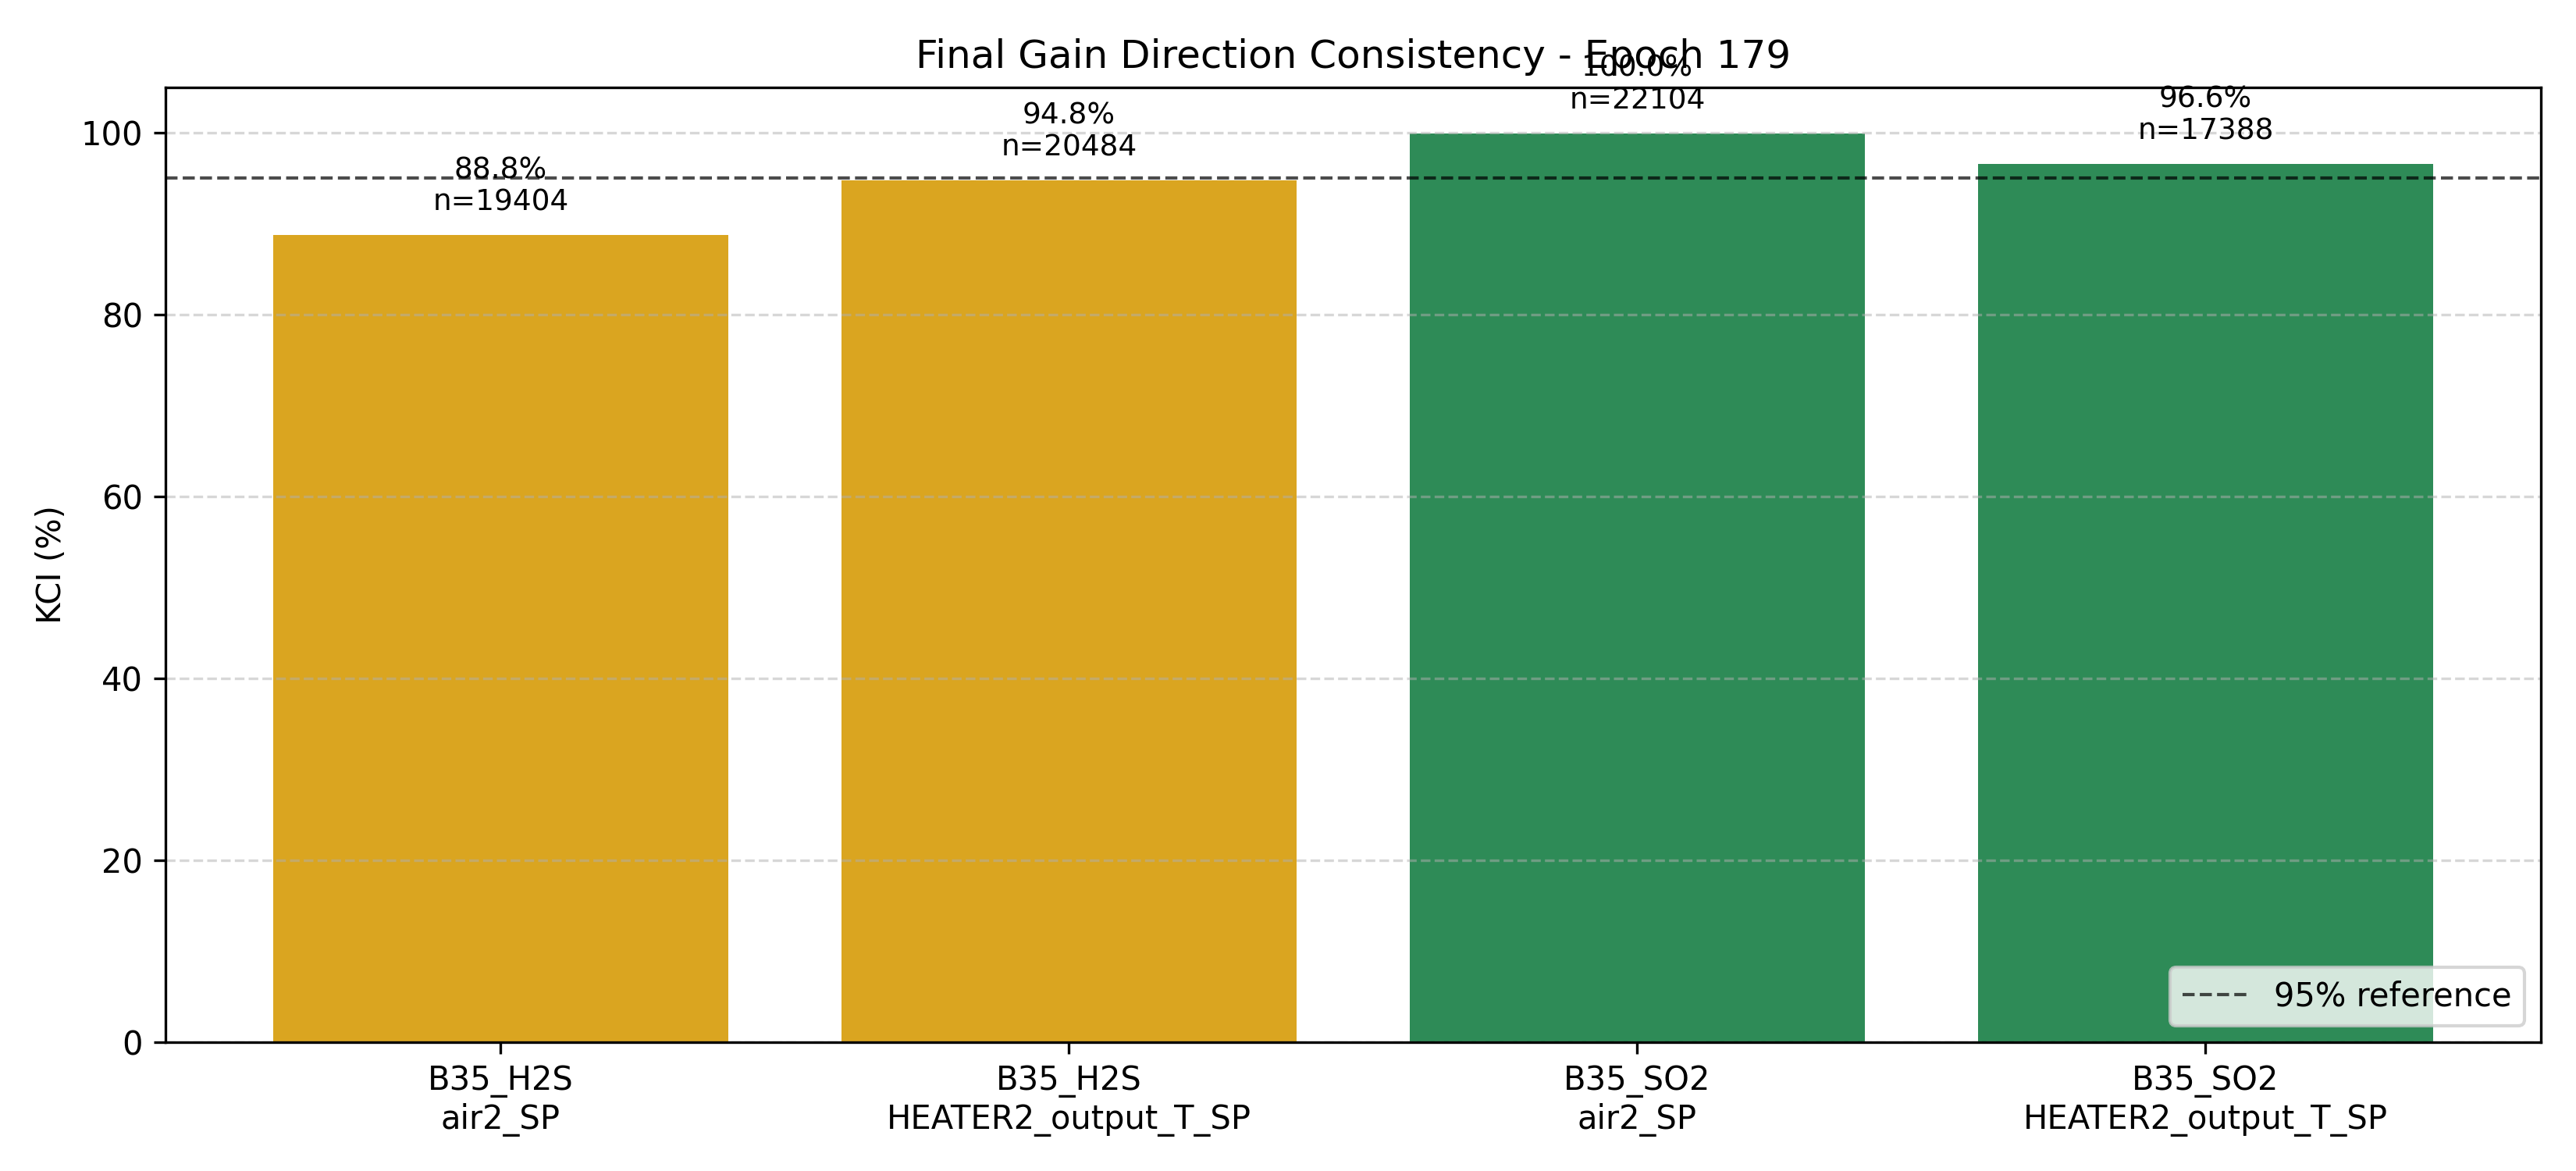 Final Gain Direction Consistency - Epoch 179
100.0%
n=22104
96.6%
n=17388
94.8%
n=20484
88.8%
n=19404
KCI (%)
100
80
60
40
20
0
95% reference
B35_H2S
air2_SP
B35_H2S
HEATER2_output_T_SP
B35_SO2
air2_SP
B35_SO2
HEATER2_output_T_SP